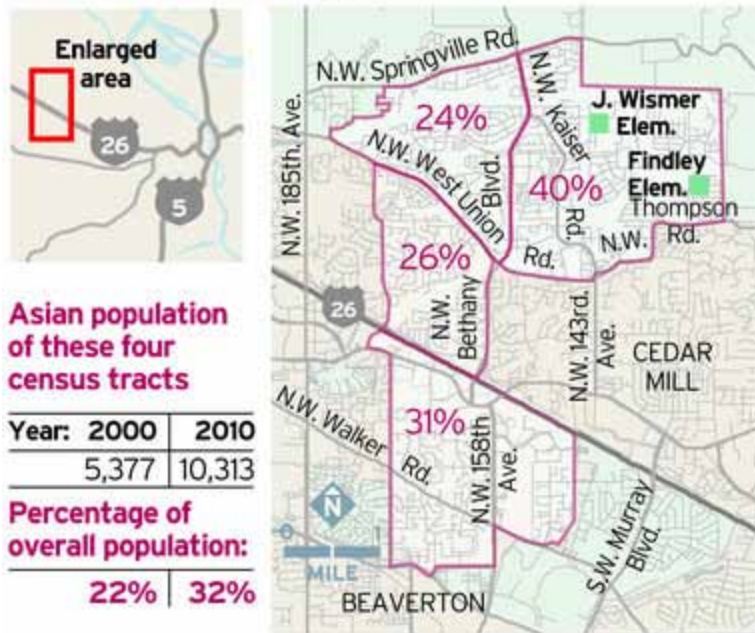 Enlarged
area
26
5
Asian population
of these four
census tracts
Year: 2000 2010
5,377 10,313
Percentage of
overall population:
22% 32%
N.W. Springville Rd.
N.W. 185th. Ave.
24%
N.W. West Union
Rd.
Blvd.
N.W. Kaiser
Rd.
J. Wismer
Elem.
Findley
Elem.
40%
Thompson
N.W. Rd.
26%
N.W.
Bethany
26
N.W. 143rd.
Ave.
CEDAR
MILL
31%
N.W. Walker
Rd.
N.W. 158th
Ave.
S.W. Murray
Blvd.
N
0 1
MILE
BEAVERTON